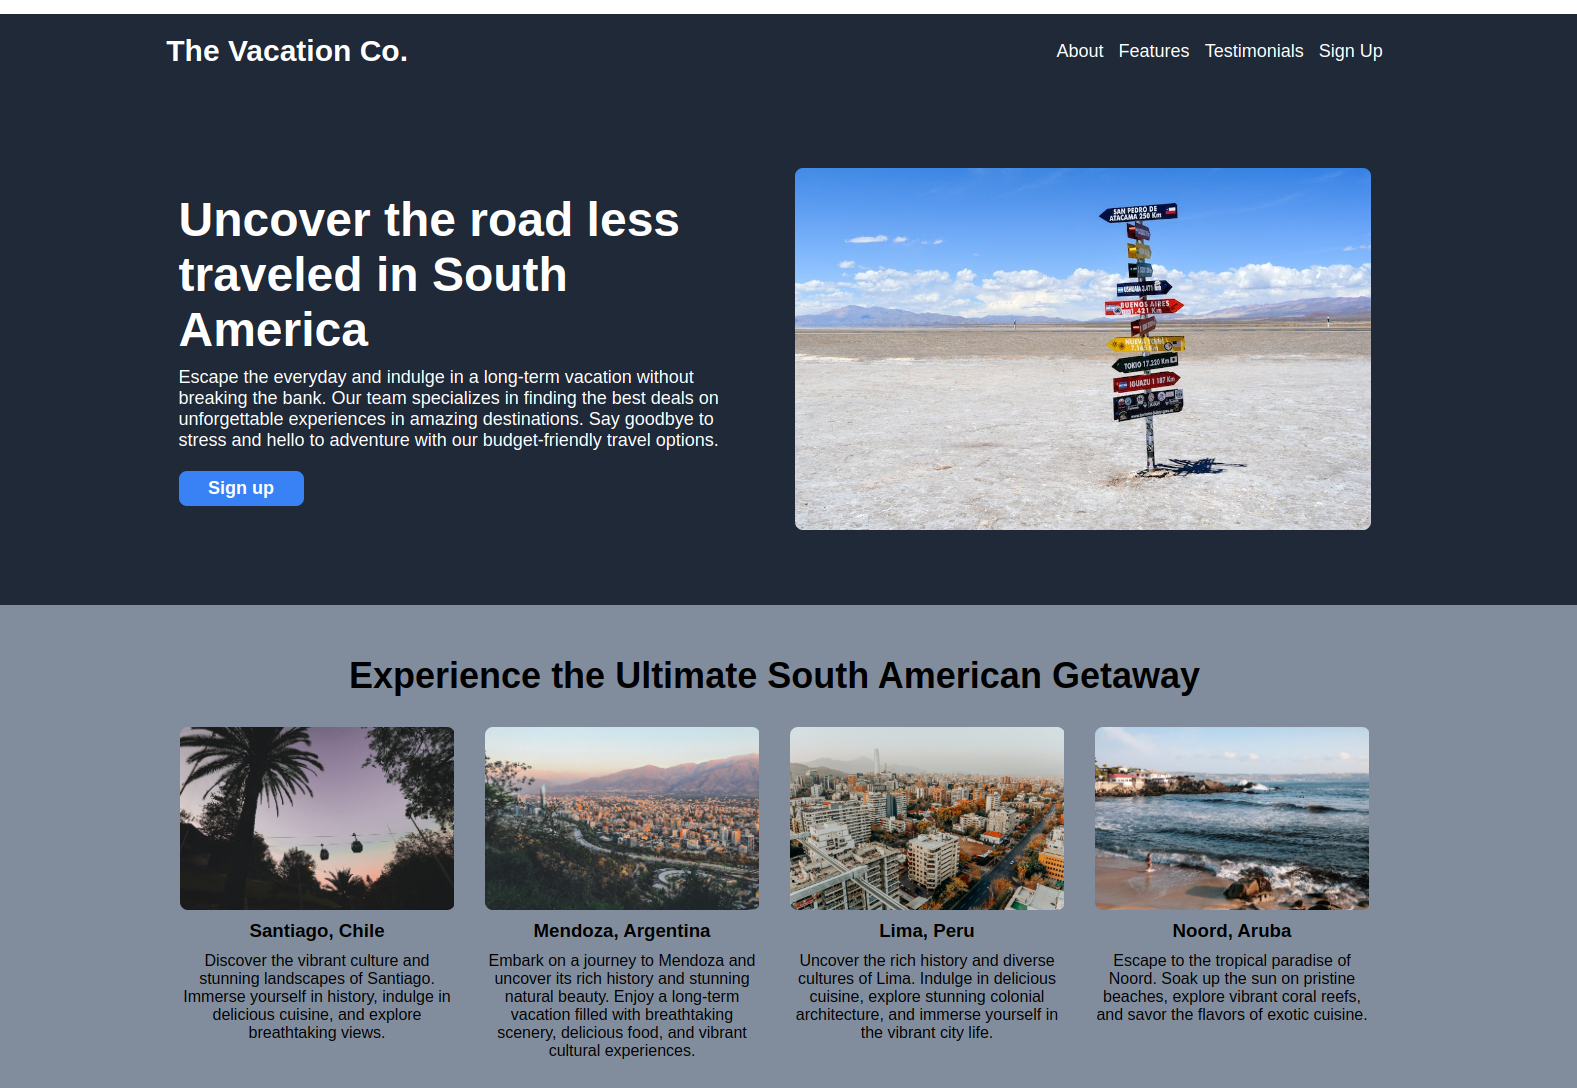 The Vacation Co.
About Features Testimonials Sign Up
Uncover the road less
traveled in South
America
Escape the everyday and indulge in a long-term vacation without
breaking the bank. Our team specializes in finding the best deals on
unforgettable experiences in amazing destinations. Say goodbye to
stress and hello to adventure with our budget-friendly travel options.
Sign up
SAN PEDRO DE
ATACAMA 250 Km
USHUAIA
BUENOS AIRES
1.421 Km
TOKIO 17.220 Km
IGUAZU 1 187 Km
Experience the Ultimate South American Getaway
Santiago, Chile
Discover the vibrant culture and
stunning landscapes of Santiago.
Immerse yourself in history, indulge in
delicious cuisine, and explore
breathtaking views.
Mendoza, Argentina
Embark on a journey to Mendoza and
uncover its rich history and stunning
natural beauty. Enjoy a long-term
vacation filled with breathtaking
scenery, delicious food, and vibrant
cultural experiences.
Lima, Peru
Uncover the rich history and diverse
cultures of Lima. Indulge in delicious
cuisine, explore stunning colonial
architecture, and immerse yourself in
the vibrant city life.
Noord, Aruba
Escape to the tropical paradise of
Noord. Soak up the sun on pristine
beaches, explore vibrant coral reefs,
and savor the flavors of exotic cuisine.